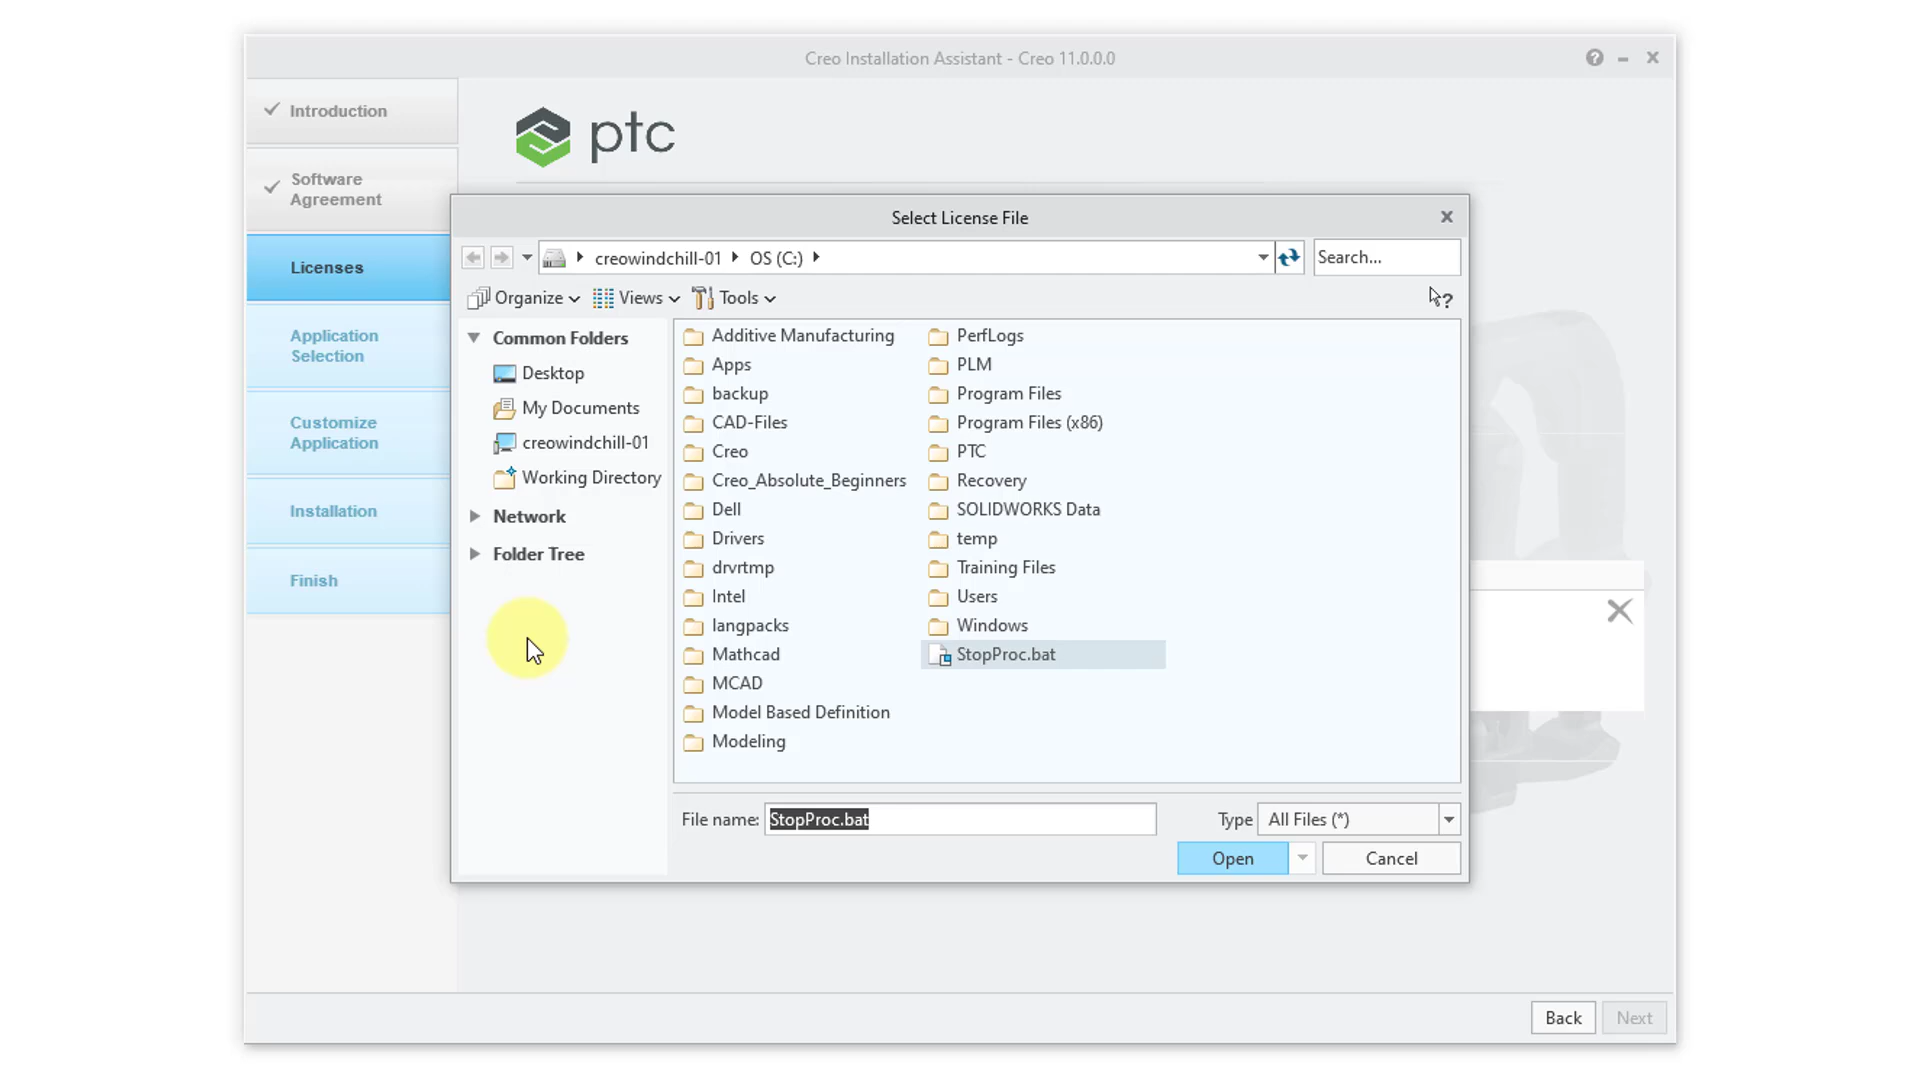 Creo Installation Assistant - Creo 11.0.0.0
Introduction
Software
Agreement
Licenses
Application
Selection
Customize
Application
Installation
Finish
ptc
Select License File
creowindchill-01
OS (C:)
Search...
Organize
Views
Tools
?
Common Folders
Desktop
My Documents
creowindchill-01
Working Directory
Network
Folder Tree
Additive Manufacturing
Apps
backup
CAD-Files
Creo
Creo_Absolute_Beginners
Dell
Drivers
drvrtmp
Intel
langpacks
Mathcad
MCAD
Model Based Definition
Modeling
PerfLogs
PLM
Program Files
Program Files (x86)
PTC
Recovery
SOLIDWORKS Data
temp
Training Files
Users
Windows
StopProc.bat
File name: StopProc.bat
Type All Files (*)
Open
Cancel
Back
Next